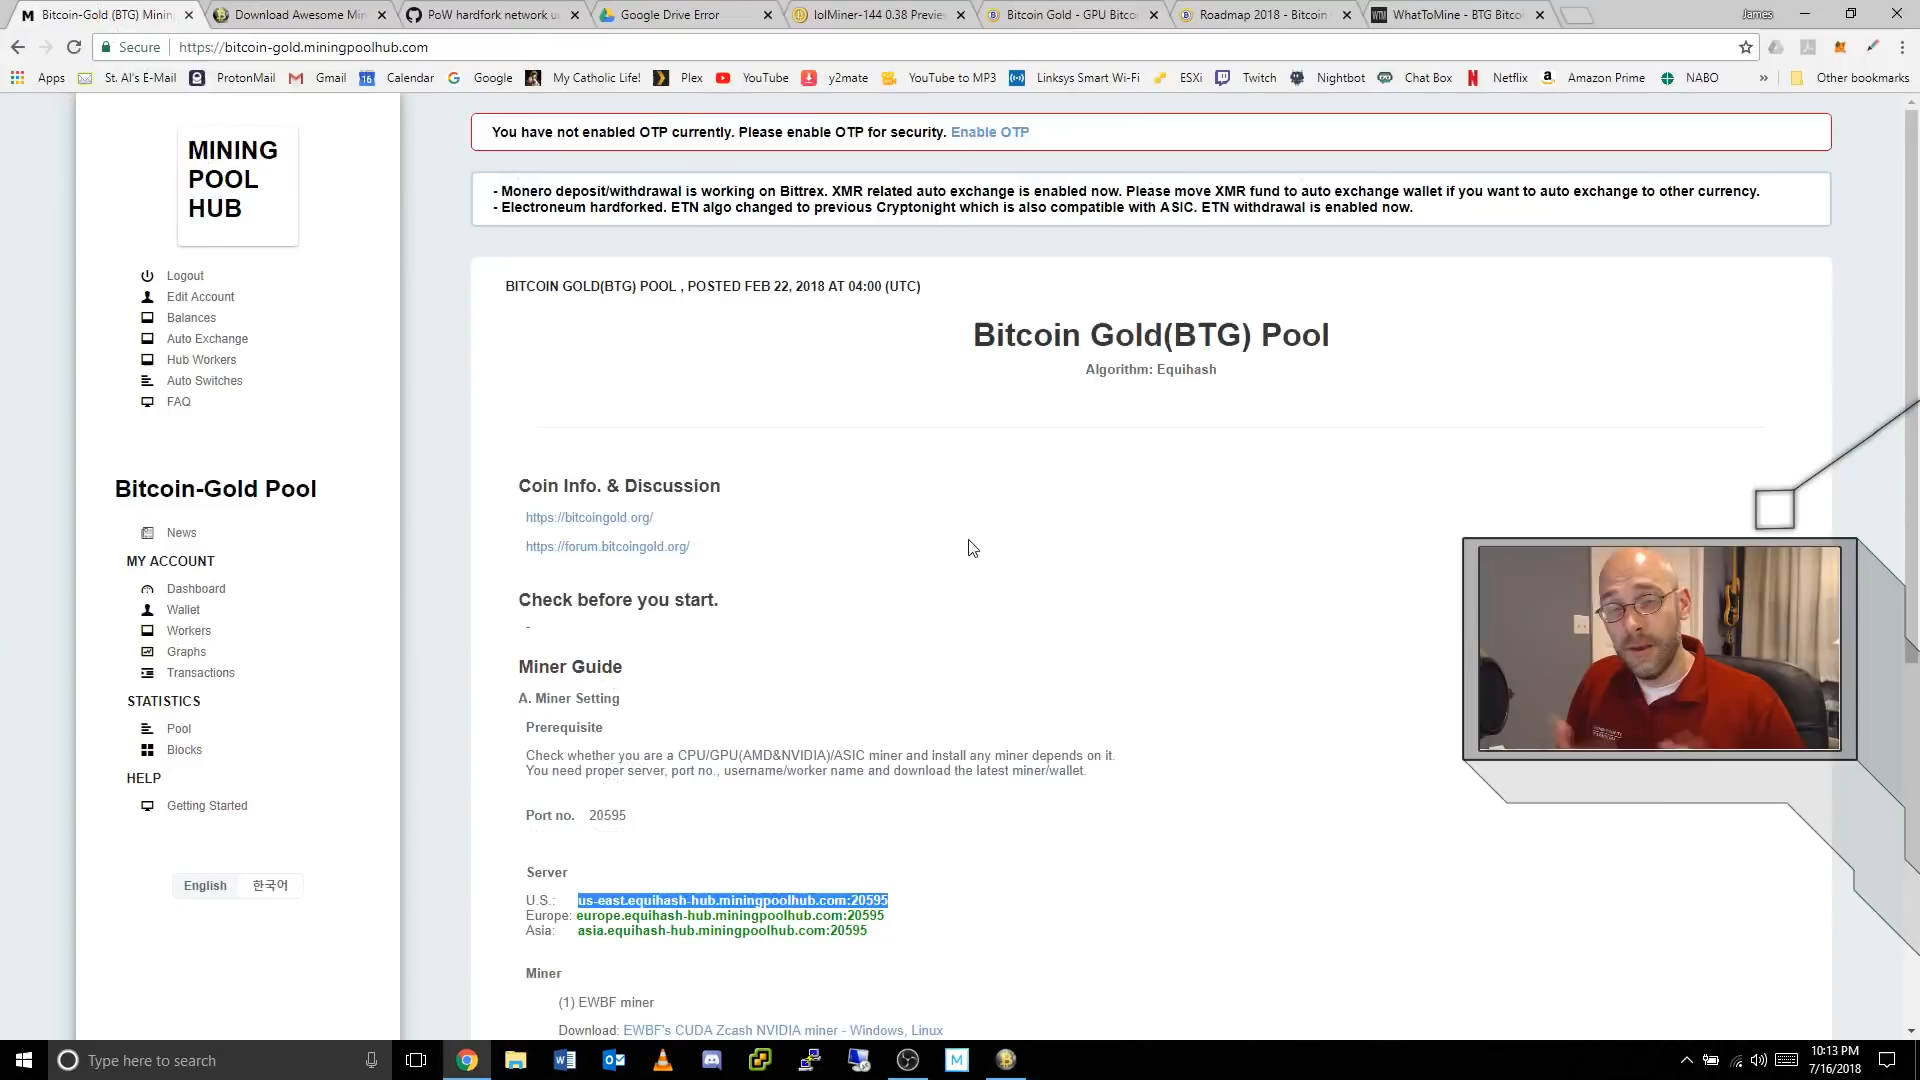 Bitcoin-Gold (BTG) Mining
Download Awesome Min
PoW hardfork network u
Google Drive Error
lolMiner-144 0.38 Previe
Bitcoin Gold - GPU Bitco
Roadmap 2018 - Bitcoin
WTM WhatToMine - BTG Bitco
James
Secure https://bitcoin-gold.miningpoolhub.com
Apps St. Al's E-Mail ProtonMail Gmail 16 Calendar Google My Catholic Life! Plex YouTube y2mate YouTube to MP3 Linksys Smart Wi-Fi ESXi Twitch Nightbot Chat Box Netflix Amazon Prime NABO » Other bookmarks
MINING
POOL
HUB
Logout
Edit Account
Balances
Auto Exchange
Hub Workers
Auto Switches
FAQ
Bitcoin-Gold Pool
News
MY ACCOUNT
Dashboard
Wallet
Workers
Graphs
Transactions
STATISTICS
Pool
Blocks
HELP
Getting Started
English 한국어
You have not enabled OTP currently. Please enable OTP for security. Enable OTP
- Monero deposit/withdrawal is working on Bittrex. XMR related auto exchange is enabled now. Please move XMR fund to auto exchange wallet if you want to auto exchange to other currency.
- Electroneum hardforked. ETN algo changed to previous Cryptonight which is also compatible with ASIC. ETN withdrawal is enabled now.
BITCOIN GOLD(BTG) POOL , POSTED FEB 22, 2018 AT 04:00 (UTC)
Bitcoin Gold(BTG) Pool
Algorithm: Equihash
Coin Info. & Discussion
https://bitcoingold.org/
https://forum.bitcoingold.org/
Check before you start.
-
Miner Guide
A. Miner Setting
Prerequisite
Check whether you are a CPU/GPU(AMD&NVIDIA)/ASIC miner and install any miner depends on it.
You need proper server, port no., username/worker name and download the latest miner/wallet.
Port no. 20595
Server
U.S.: us-east.equihash-hub.miningpoolhub.com:20595
Europe: europe.equihash-hub.miningpoolhub.com:20595
Asia: asia.equihash-hub.miningpoolhub.com:20595
Miner
(1) EWBF miner
Download: EWBF's CUDA Zcash NVIDIA miner - Windows, Linux
Type here to search
10:13 PM
7/16/2018